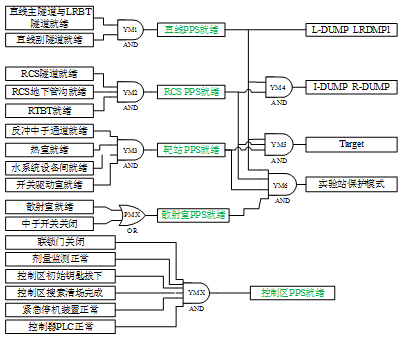 直线主隧道与LRBT
隧道就绪
直线副隧道就绪
YM1
AND
直线PPS就绪
L-DUMP LRDMP1
RCS隧道就绪
RCS地下管沟就绪
RTBT就绪
YM2
AND
RCS PPS就绪
YM4
AND
I-DUMP R-DUMP
反冲中子通道就绪
热室就绪
水系统设备间就绪
开关驱动室就绪
YM3
AND
靶站PPS就绪
YM5
AND
Target
YM6
AND
实验站保护模式
散射室就绪
中子开关关闭
PMX
OR
散射室PPS就绪
联锁门关闭
剂量监测正常
控制区初始钥匙拔下
控制区搜索清场完成
紧急停机装置正常
控制器PLC正常
YMX
AND
控制区PPS就绪